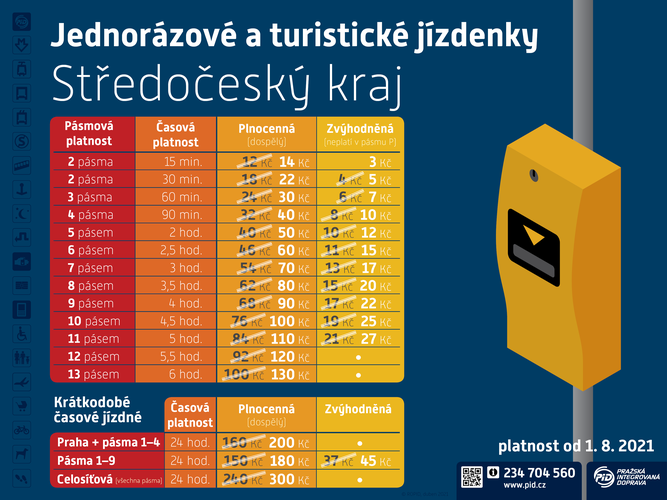 Jednorázové a turistické jízdenky
Středočeský kraj
Pásmová platnost Časová platnost Plnocenná (dospělý) Zvýhodněná (neplatí v pásmu P)
2 pásma 15 min. 12 Kč 14 Kč 3 Kč
2 pásma 30 min. 18 Kč 22 Kč 4 Kč 5 Kč
3 pásma 60 min. 24 Kč 30 Kč 6 Kč 7 Kč
4 pásma 90 min. 32 Kč 40 Kč 8 Kč 10 Kč
5 pásem 2 hod. 40 Kč 50 Kč 10 Kč 12 Kč
6 pásem 2,5 hod. 46 Kč 60 Kč 11 Kč 15 Kč
7 pásem 3 hod. 54 Kč 70 Kč 13 Kč 17 Kč
8 pásem 3,5 hod. 62 Kč 80 Kč 15 Kč 20 Kč
9 pásem 4 hod. 68 Kč 90 Kč 17 Kč 22 Kč
10 pásem 4,5 hod. 76 Kč 100 Kč 19 Kč 25 Kč
11 pásem 5 hod. 84 Kč 110 Kč 21 Kč 27 Kč
12 pásem 5,5 hod. 92 Kč 120 Kč •
13 pásem 6 hod. 100 Kč 130 Kč •
Krátkodobé časové jízdné Časová platnost Plnocenná (dospělý) Zvýhodněná
Praha + pásma 1–4 24 hod. 160 Kč 200 Kč •
Pásma 1–9 24 hod. 150 Kč 180 Kč 37 Kč 45 Kč
Celosíťová (všechna pásma) 24 hod. 240 Kč 300 Kč •
platnost od 1. 8. 2021
234 704 560
www.pid.cz
PID PRAŽSKÁ INTEGROVANÁ DOPRAVA